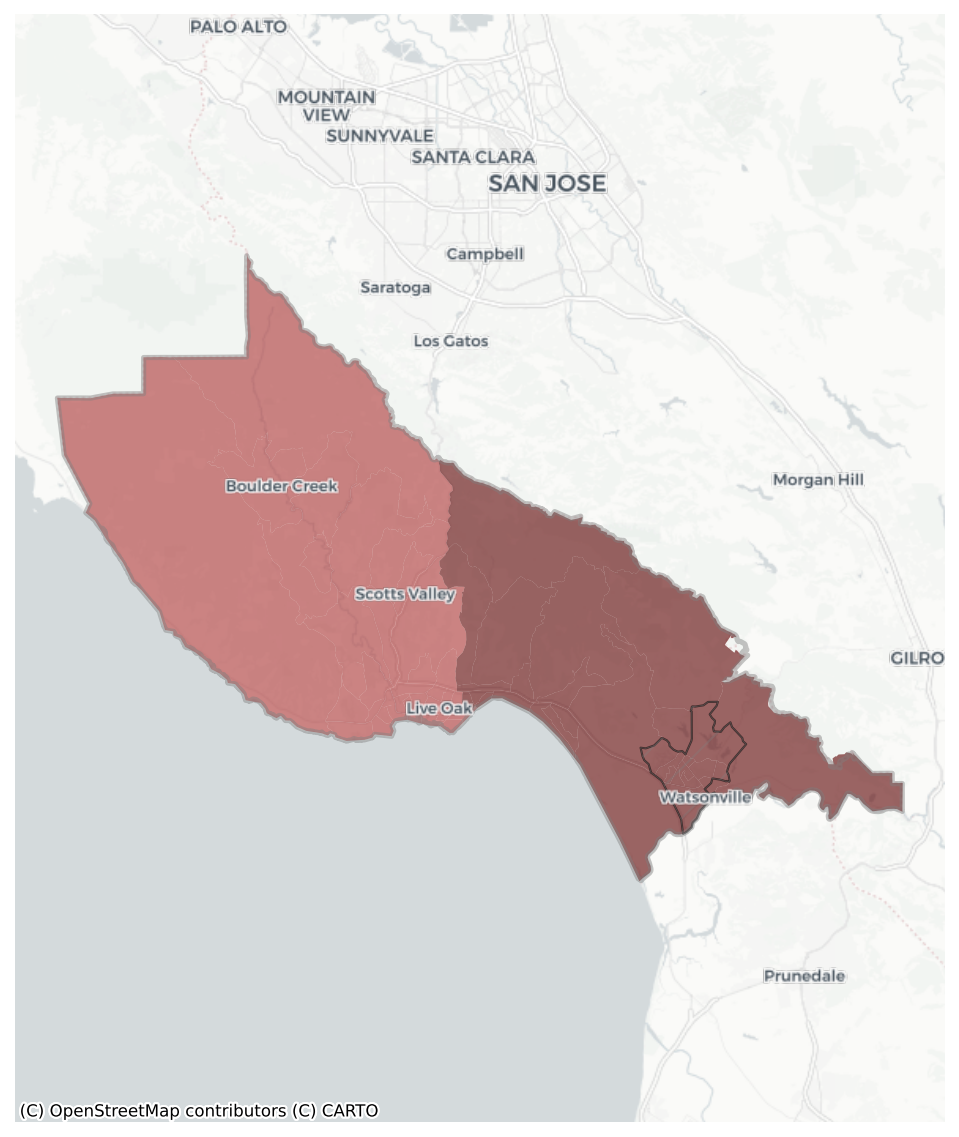 PALO ALTO
MOUNTAIN
VIEW
SUNNYVALE
SANTA CLARA
SAN JOSE
Campbell
Saratoga
Los Gatos
Morgan Hill
Boulder Creek
Scotts Valley
GILRO
Live Oak
Watsonville
Prunedale
(C) OpenStreetMap contributors (C) CARTO